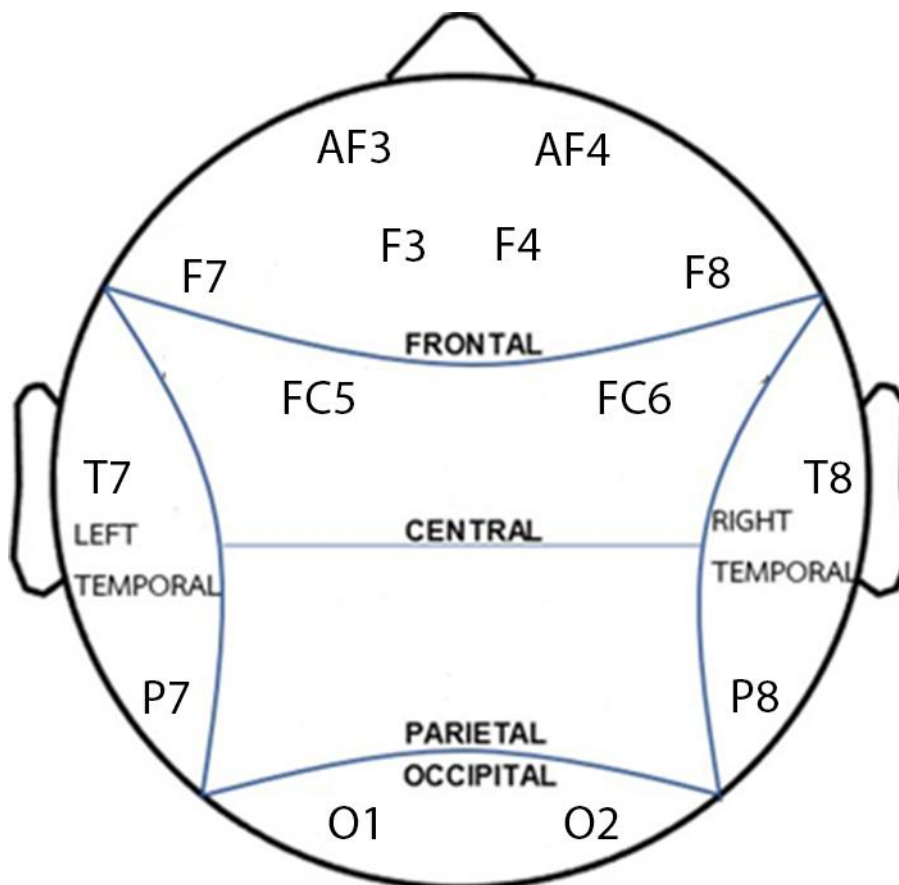 AF3 AF4
F3 F4
F7 F8
FRONTAL
FC5 FC6
T7 T8
LEFT
TEMPORAL
CENTRAL
RIGHT
TEMPORAL
P7 P8
PARIETAL
OCCIPITAL
O1 O2